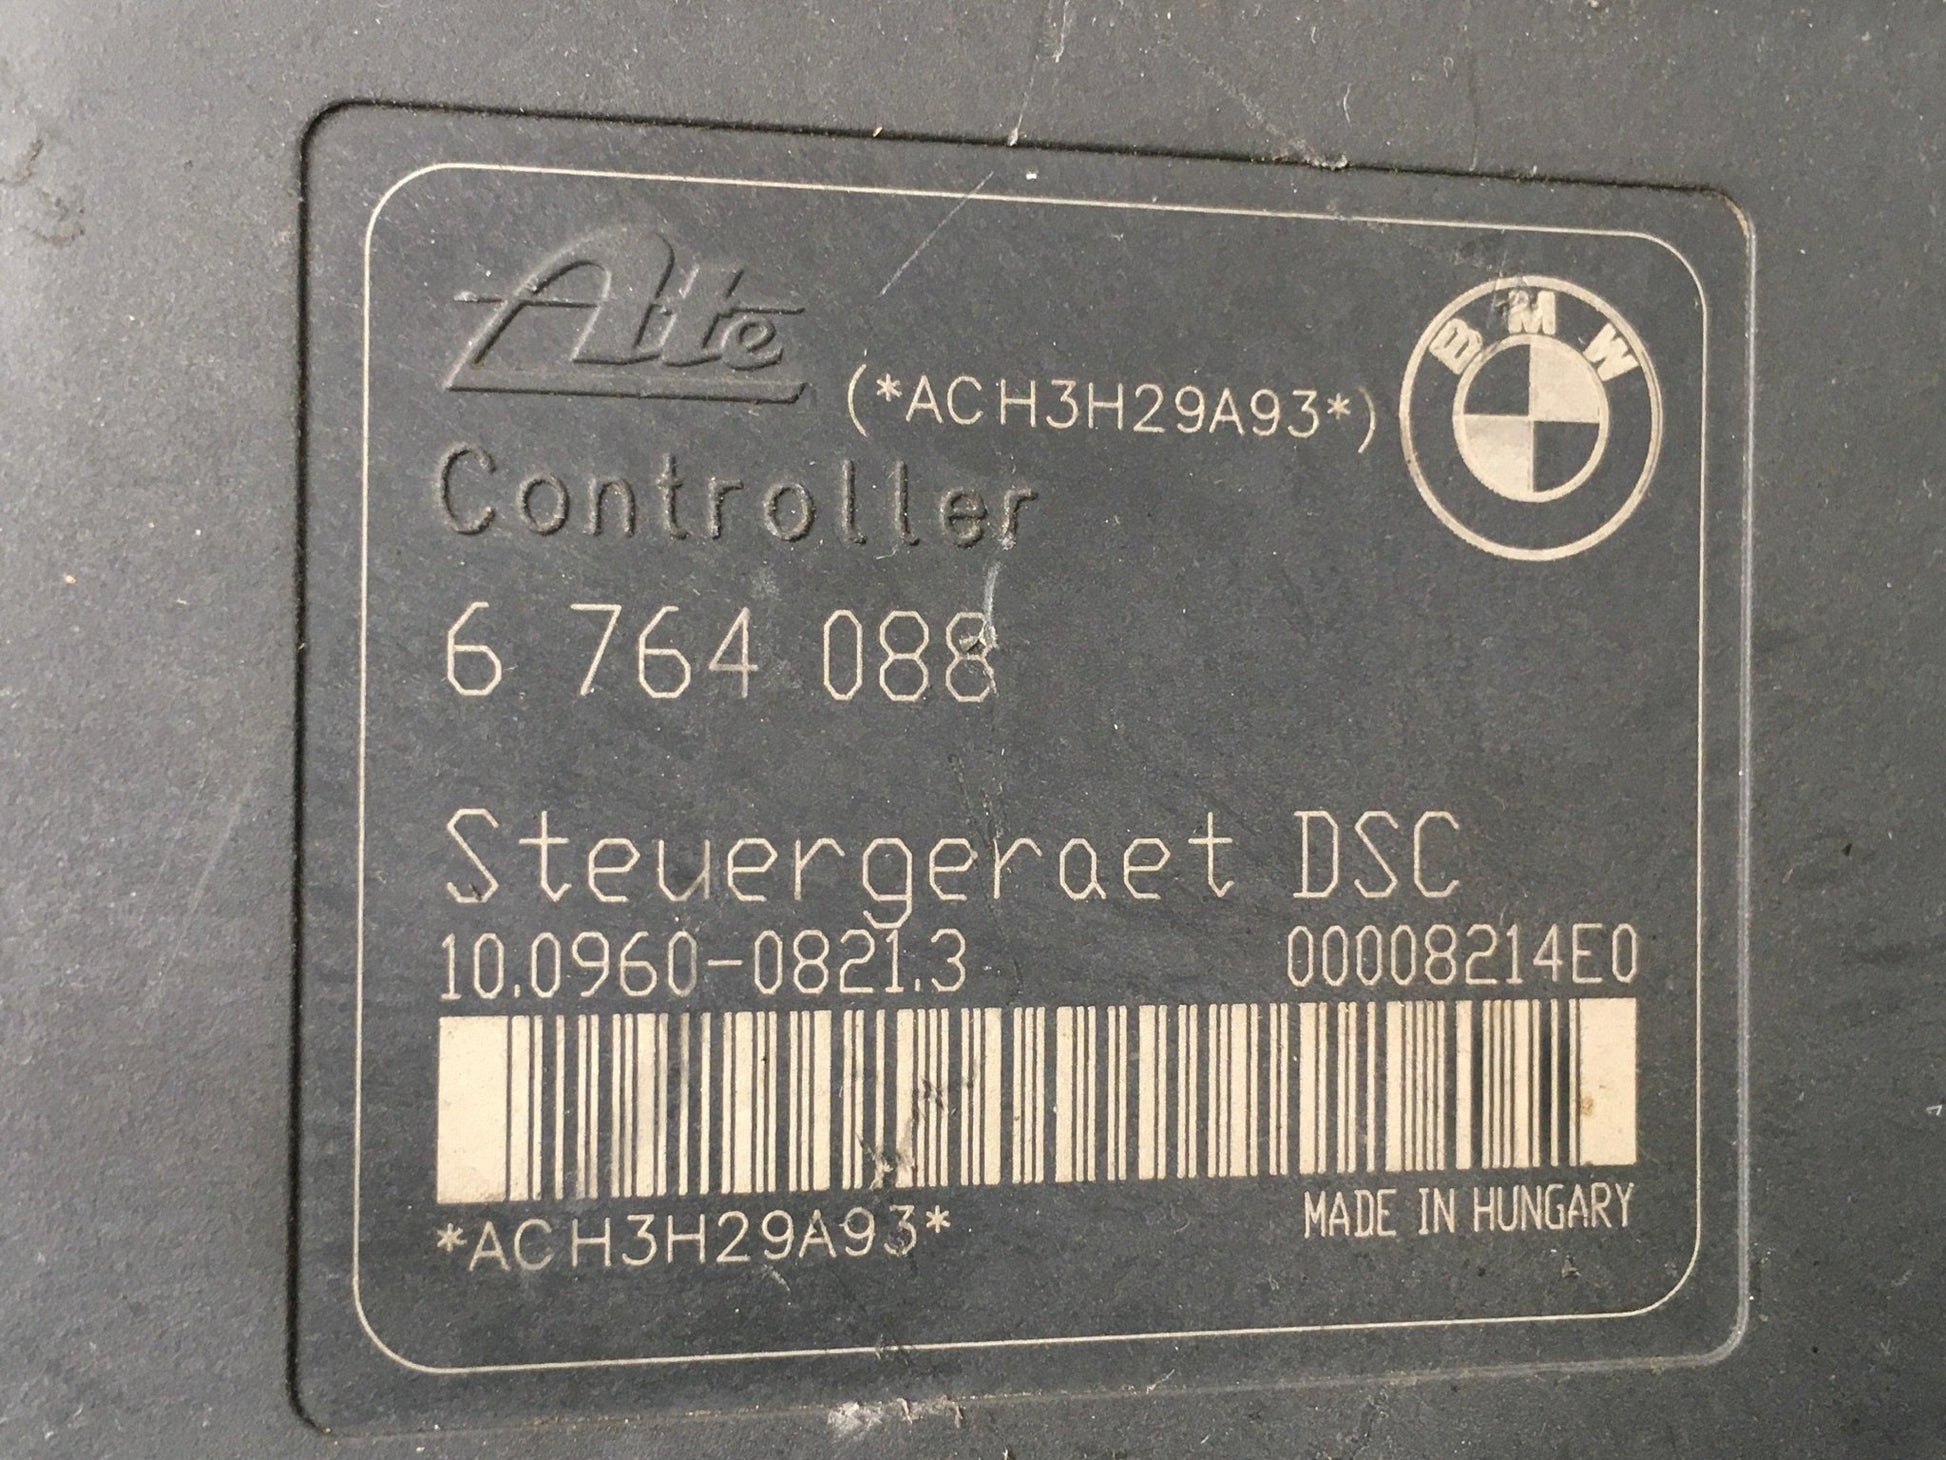 Ate
(*ACH3H29A93*)
BMW
Controller
6 764 088
Steuergeraet DSC
10.0960-0821.3 00008214E0
*ACH3H29A93* MADE IN HUNGARY